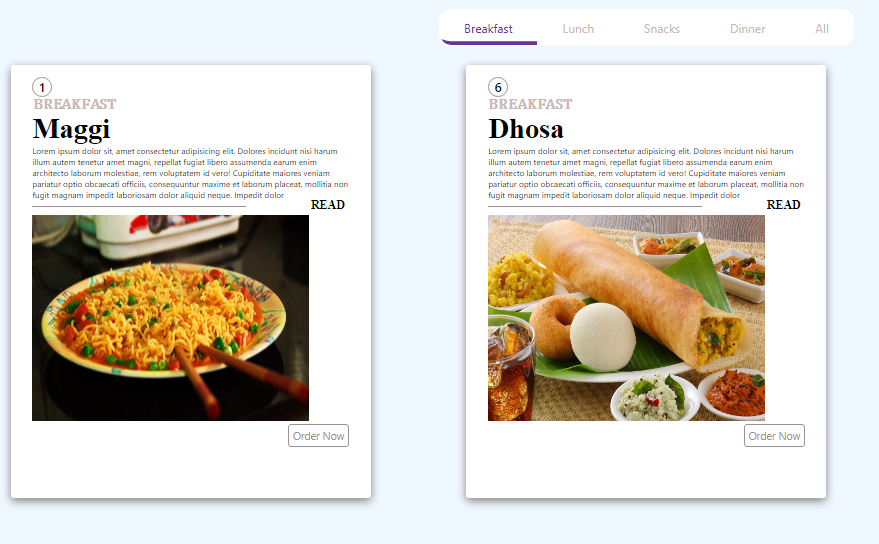 Breakfast Lunch Snacks Dinner All
1
BREAKFAST
Maggi
Lorem ipsum dolor sit, amet consectetur adipisicing elit. Dolores incidunt nisi harum
illum autem tenetur amet magni, repellat fugiat libero assumenda earum enim
architecto laborum molestiae, rem voluptatem id vero! Cupiditate maiores veniam
pariatur optio obcaecati officiis, consequuntur maxime et laborum placeat, mollitia non
fugit magnam impedit laboriosam dolor aliquid neque. Impedit dolor
READ
Order Now
6
BREAKFAST
Dhosa
Lorem ipsum dolor sit, amet consectetur adipisicing elit. Dolores incidunt nisi harum
illum autem tenetur amet magni, repellat fugiat libero assumenda earum enim
architecto laborum molestiae, rem voluptatem id vero! Cupiditate maiores veniam
pariatur optio obcaecati officiis, consequuntur maxime et laborum placeat, mollitia non
fugit magnam impedit laboriosam dolor aliquid neque. Impedit dolor
READ
Order Now